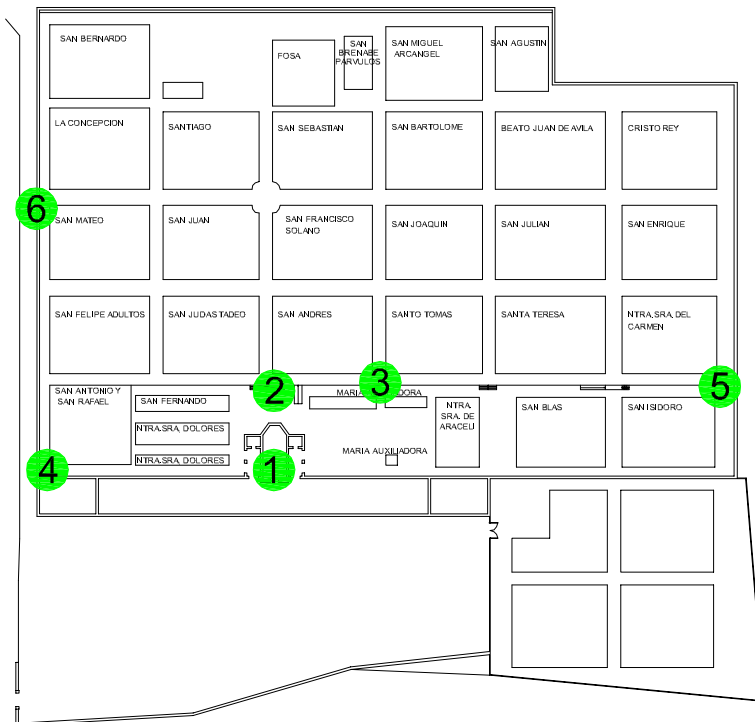 SAN BERNARDO
FOSA
SAN
BRENABE
PARVULOS
SAN MIGUEL
ARCANGEL
SAN AGUSTIN
LA CONCEPCION
SANTIAGO
SAN SEBASTIAN
SAN BARTOLOME
BEATO JUAN DE AVILA
CRISTO REY
6
SAN MATEO
SAN JUAN
SAN FRANCISCO
SOLANO
SAN JOAQUIN
SAN JULIAN
SAN ENRIQUE
SAN FELIPE ADULTOS
SAN JUDAS TADEO
SAN ANDRES
SANTO TOMAS
SANTA TERESA
NTRA. SRA. DEL
CARMEN
2
3
5
SAN ANTONIO Y
SAN RAFAEL
SAN FERNANDO
MARIA AUXILIADORA
NTRA.
SRA. DE
ARACELI
SAN BLAS
SAN ISIDORO
NTRA.SRA. DOLORES
MARIA AUXILIADORA
NTRA.SRA. DOLORES
4
1